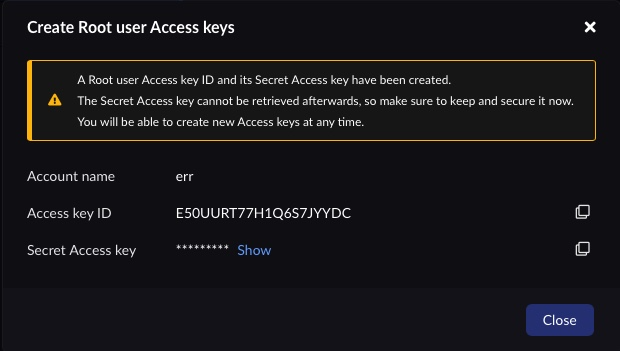 Create Root user Access keys
A Root user Access key ID and its Secret Access key have been created.
The Secret Access key cannot be retrieved afterwards, so make sure to keep and secure it now.
You will be able to create new Access keys at any time.
Account name err
Access key ID E50UURT77H1Q6S7JYYDC
Secret Access key ********* Show
Close